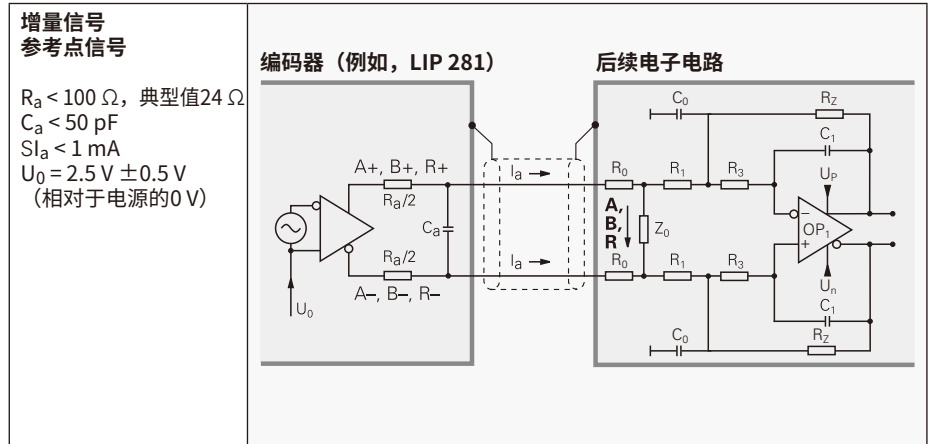 增量信号
参考点信号
Ra < 100 Ω，典型值24 Ω
Ca < 50 pF
SIa < 1 mA
U0 = 2.5 V ±0.5 V
（相对于电源的0 V）
编码器（例如，LIP 281）
后续电子电路
C0
RZ
C1
A+, B+, R+
Ia
R0
R1
R3
UP
Ra/2
Ca
A,
B,
R
Z0
−
OP1
+
Ra/2
Ia
R0
R1
R3
A−, B−, R−
Un
U0
C1
C0
RZ